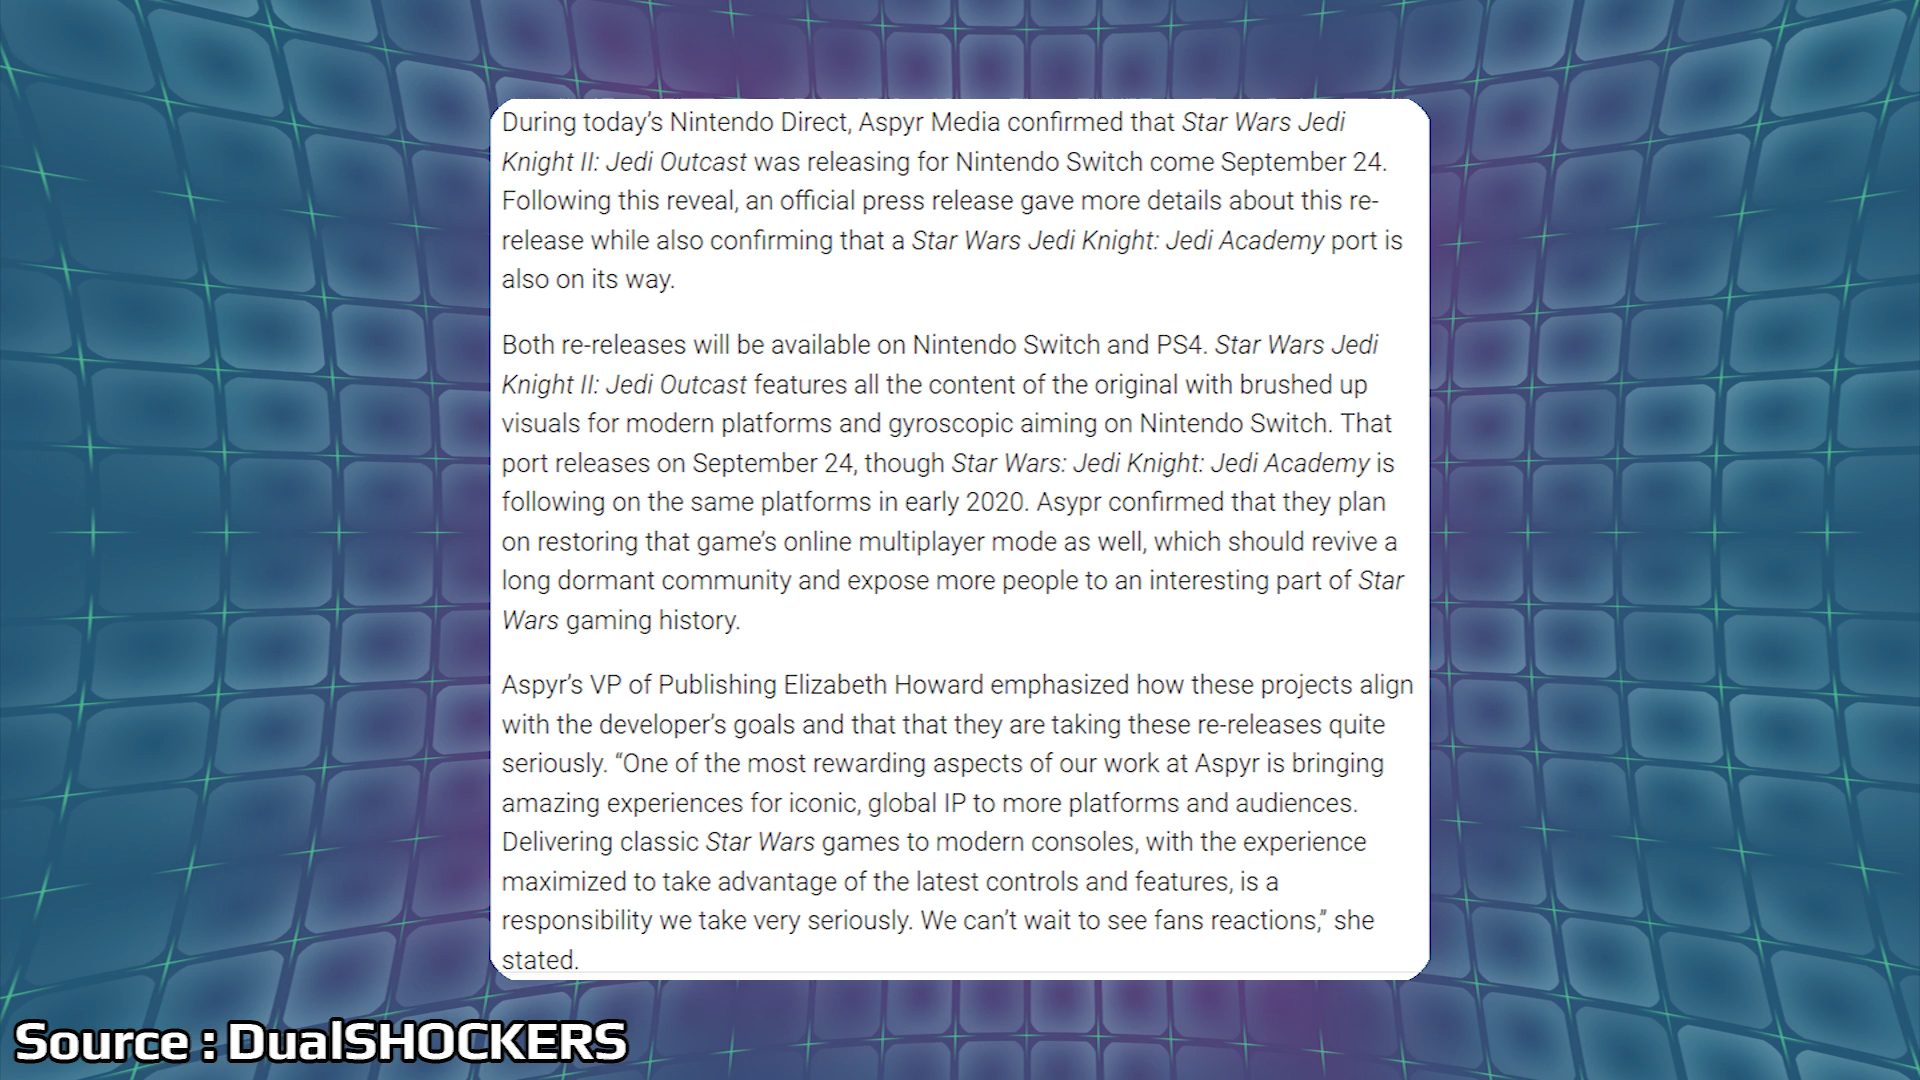 During today’s Nintendo Direct, Aspyr Media confirmed that Star Wars Jedi
Knight II: Jedi Outcast was releasing for Nintendo Switch come September 24.
Following this reveal, an official press release gave more details about this re-
release while also confirming that a Star Wars Jedi Knight: Jedi Academy port is
also on its way.
Both re-releases will be available on Nintendo Switch and PS4. Star Wars Jedi
Knight II: Jedi Outcast features all the content of the original with brushed up
visuals for modern platforms and gyroscopic aiming on Nintendo Switch. That
port releases on September 24, though Star Wars: Jedi Knight: Jedi Academy is
following on the same platforms in early 2020. Asypr confirmed that they plan
on restoring that game’s online multiplayer mode as well, which should revive a
long dormant community and expose more people to an interesting part of Star
Wars gaming history.
Aspyr’s VP of Publishing Elizabeth Howard emphasized how these projects align
with the developer’s goals and that that they are taking these re-releases quite
seriously. “One of the most rewarding aspects of our work at Aspyr is bringing
amazing experiences for iconic, global IP to more platforms and audiences.
Delivering classic Star Wars games to modern consoles, with the experience
maximized to take advantage of the latest controls and features, is a
responsibility we take very seriously. We can’t wait to see fans reactions,” she
stated.
Source : DualSHOCKERS